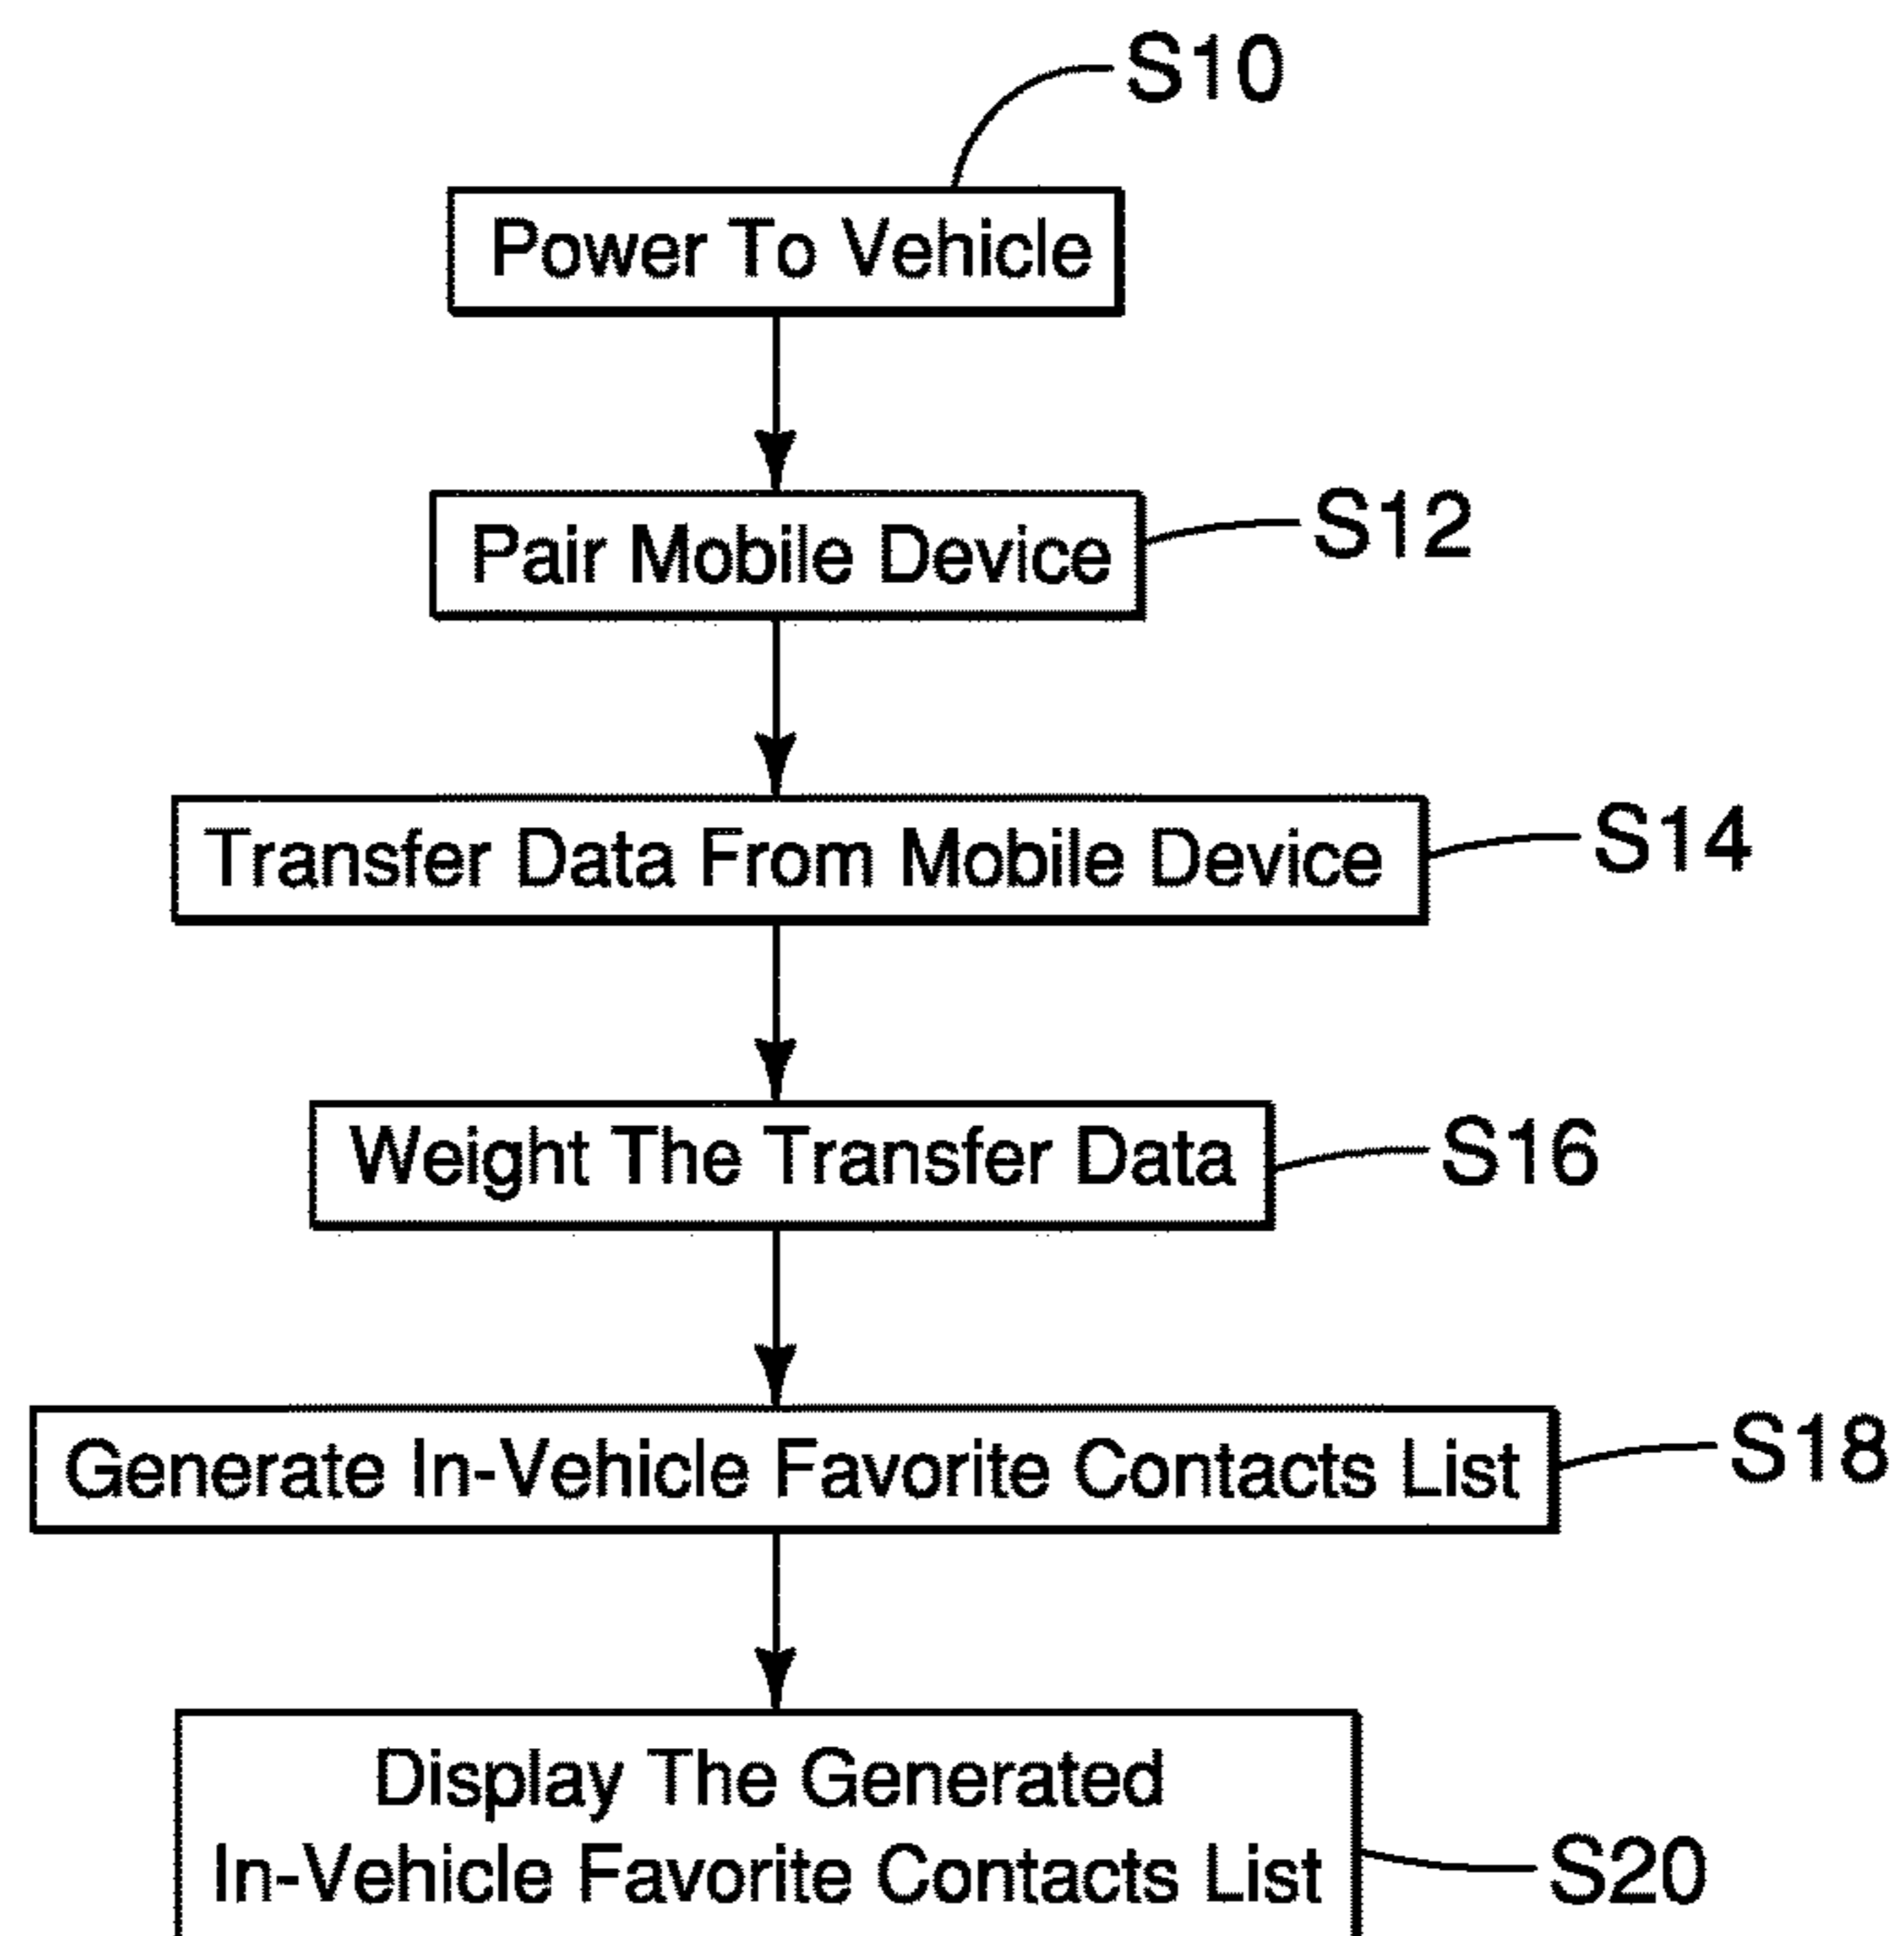 S10
Power To Vehicle
Pair Mobile Device
S12
Transfer Data From Mobile Device
S14
Weight The Transfer Data
S16
Generate In-Vehicle Favorite Contacts List
S18
Display The Generated
In-Vehicle Favorite Contacts List
S20